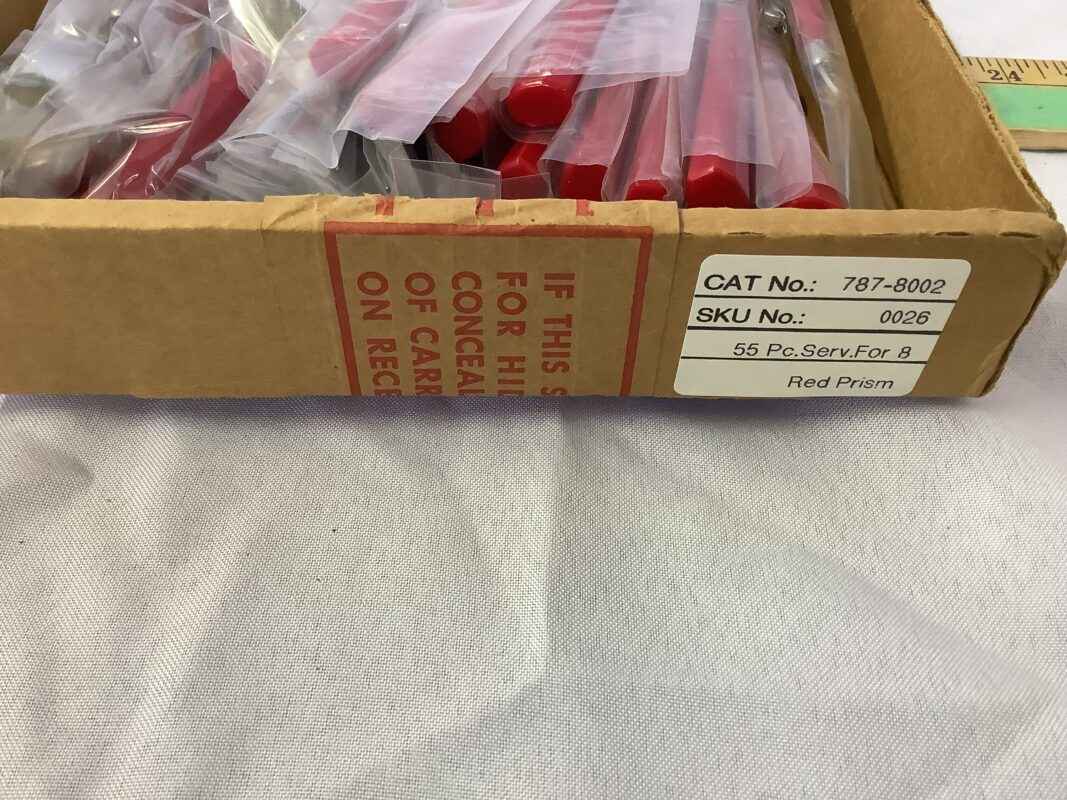 24
CAT No.: 787-8002
SKU No.: 0026
55 Pc.Serv.For 8
Red Prism
IF THIS S
FOR HI
CONCEAL
OF CARR
ON RECE